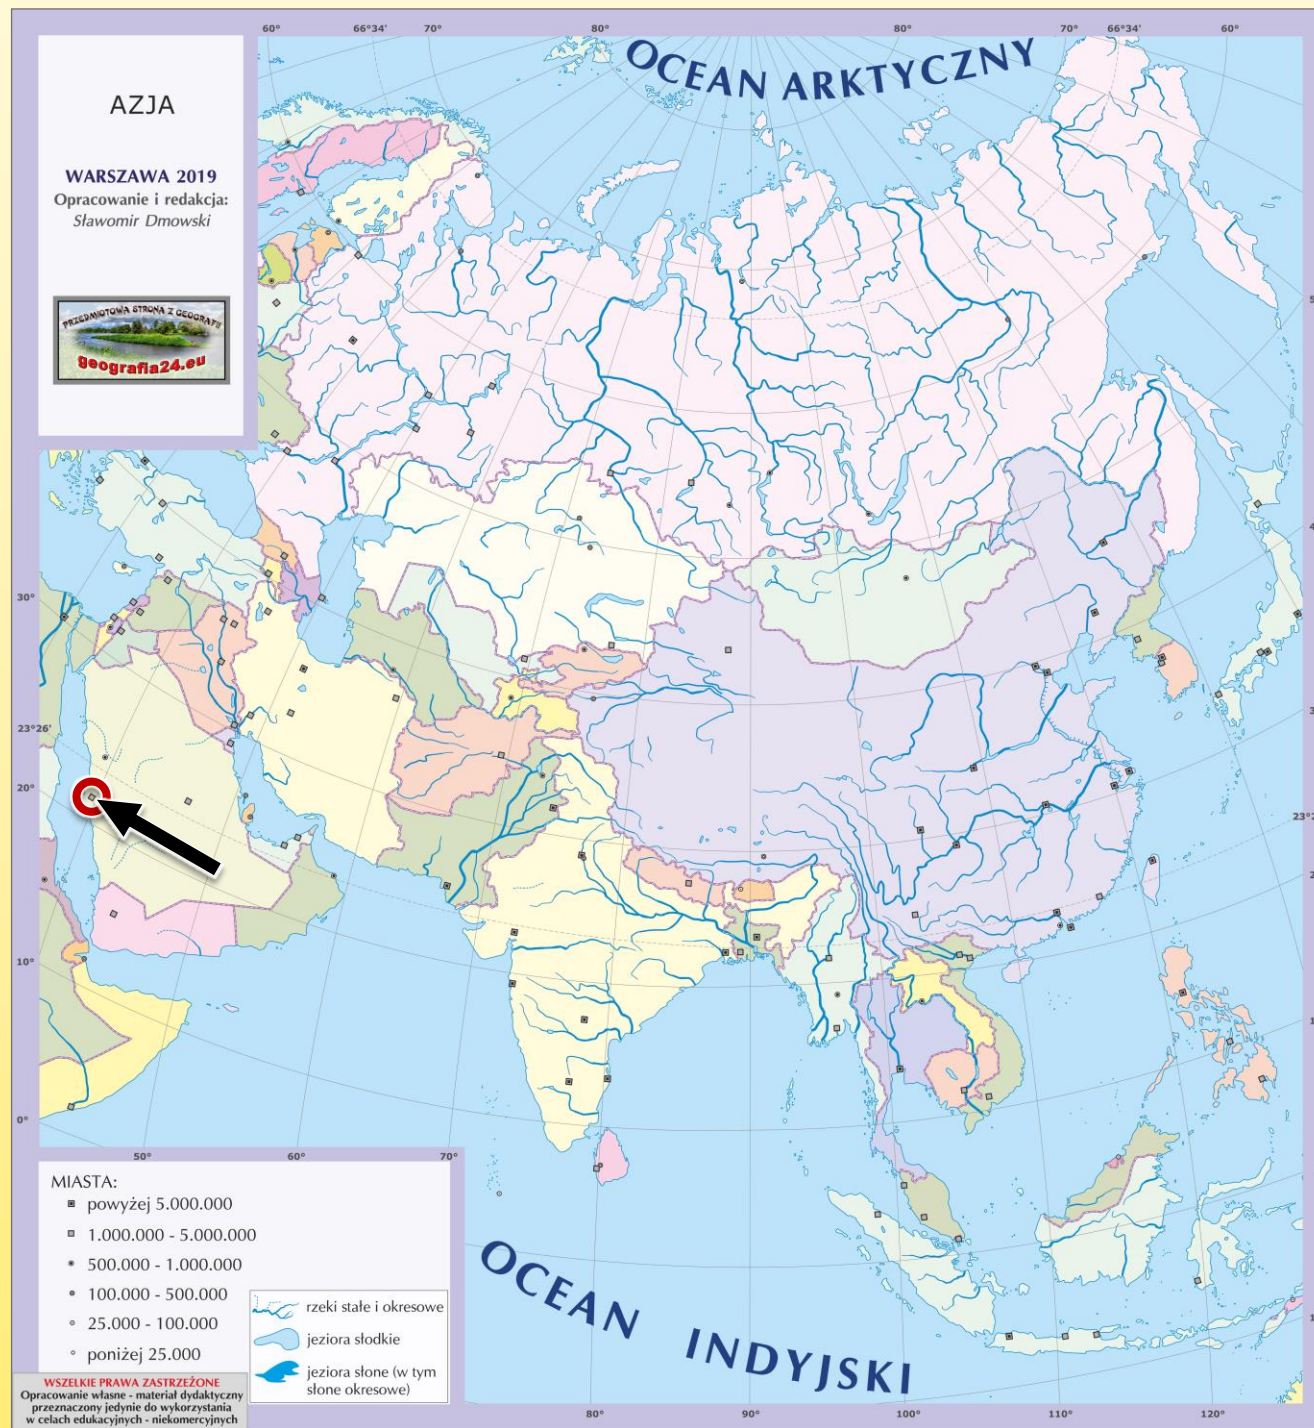 60°
66°34'
70°
80°
80°
70°
66°34'
60°
OCEAN ARKTYCZNY
AZJA
WARSZAWA 2019
Opracowanie i redakcja:
Sławomir Dmowski
PRZEDMIOTOWA STRONA Z GEOGRAFII
geografia24.eu
30°
23°26'
20°
10°
0°
50°
60°
70°
MIASTA:
powyżej 5.000.000
1.000.000 - 5.000.000
500.000 - 1.000.000
100.000 - 500.000
25.000 - 100.000
poniżej 25.000
rzeki stałe i okresowe
jeziora słodkie
jeziora słone (w tym
słone okresowe)
OCEAN INDYJSKI
WSZELKIE PRAWA ZASTRZEŻONE
Opracowanie własne - materiał dydaktyczny
przeznaczony jedynie do wykorzystania
w celach edukacyjnych - niekomercyjnych
80°
90°
100°
110°
120°